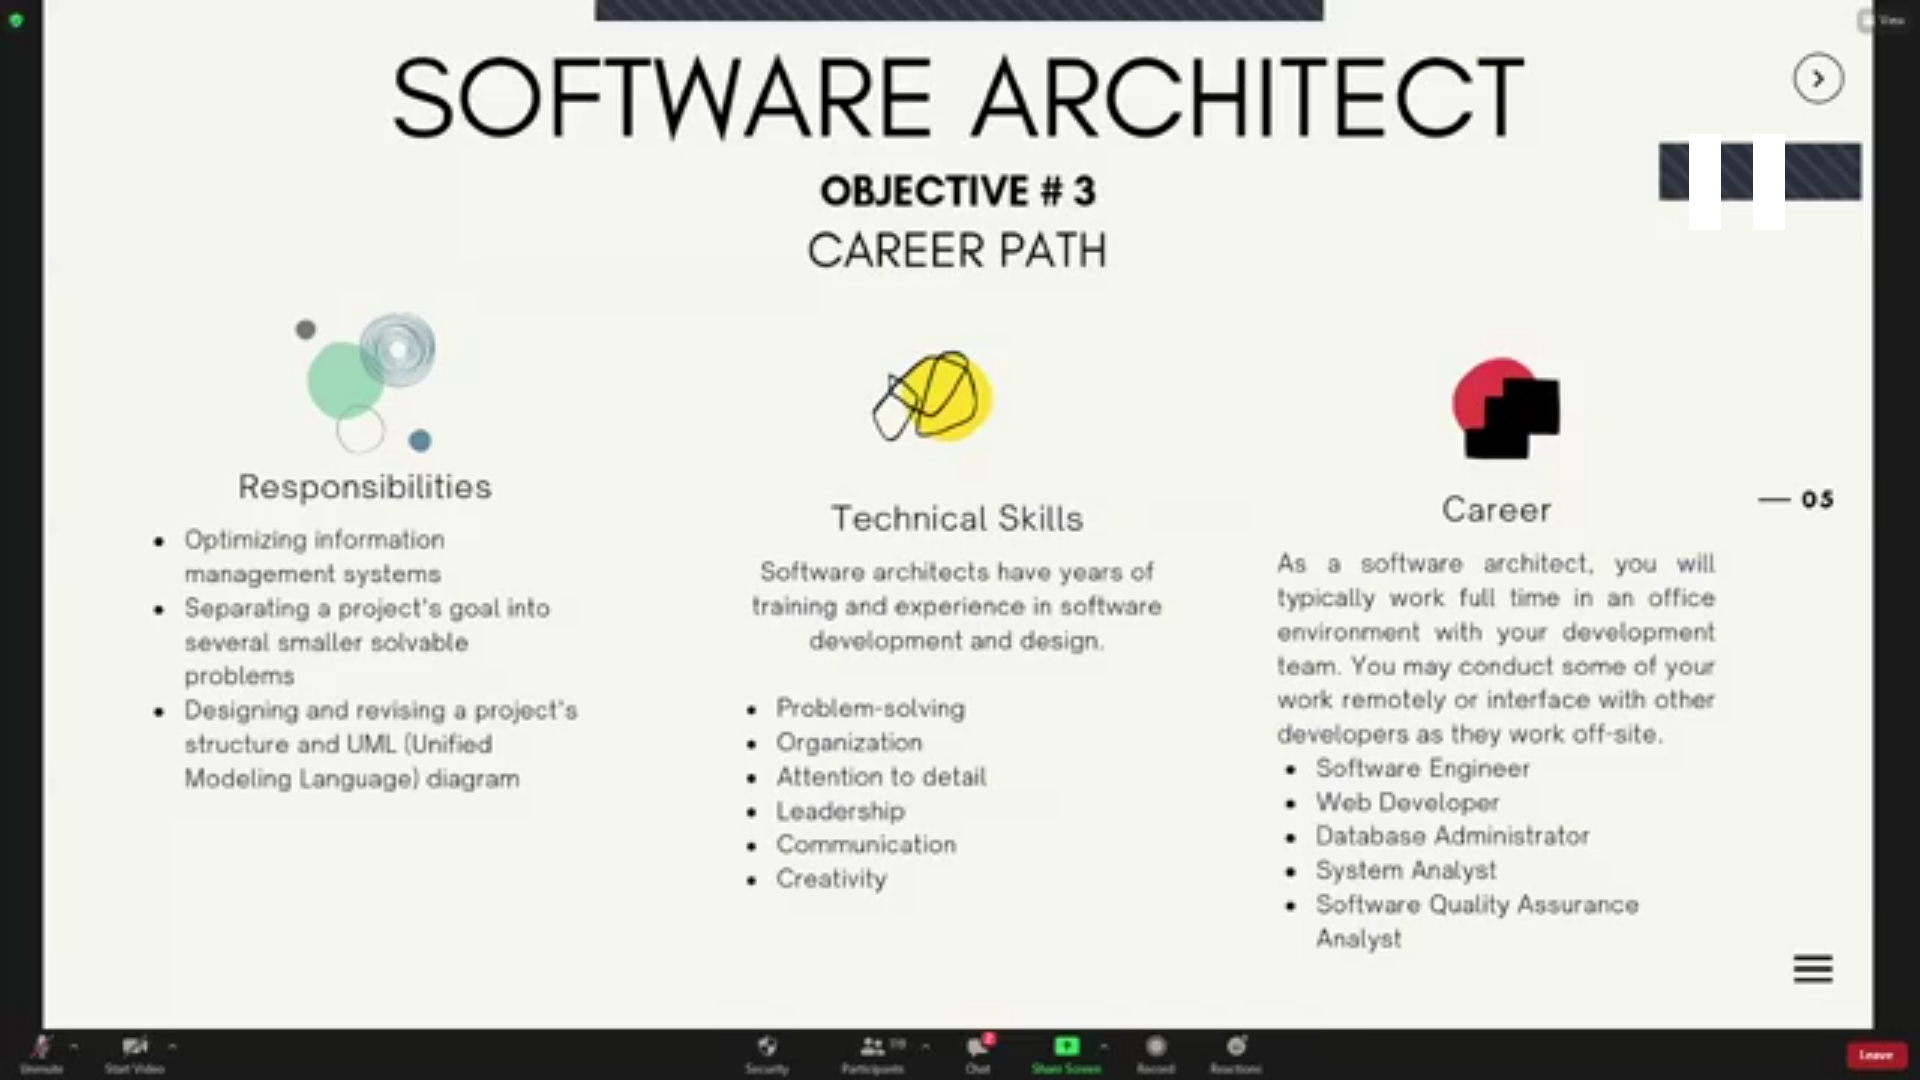 View
SOFTWARE ARCHITECT
OBJECTIVE # 3
CAREER PATH
Responsibilities
Optimizing information
management systems
Separating a project's goal into
several smaller solvable
problems
Designing and revising a project's
structure and UML (Unified
Modeling Language) diagram
Technical Skills
Software architects have years of
training and experience in software
development and design.
Problem-solving
Organization
Attention to detail
Leadership
Communication
Creativity
Career
As a software architect, you will
typically work full time in an office
environment with your development
team. You may conduct some of your
work remotely or interface with other
developers as they work off-site.
Software Engineer
Web Developer
Database Administrator
System Analyst
Software Quality Assurance
Analyst
05
Unmute
Start Video
Security
Participants
Chat
2
Share Screen
Record
Reactions
Leave